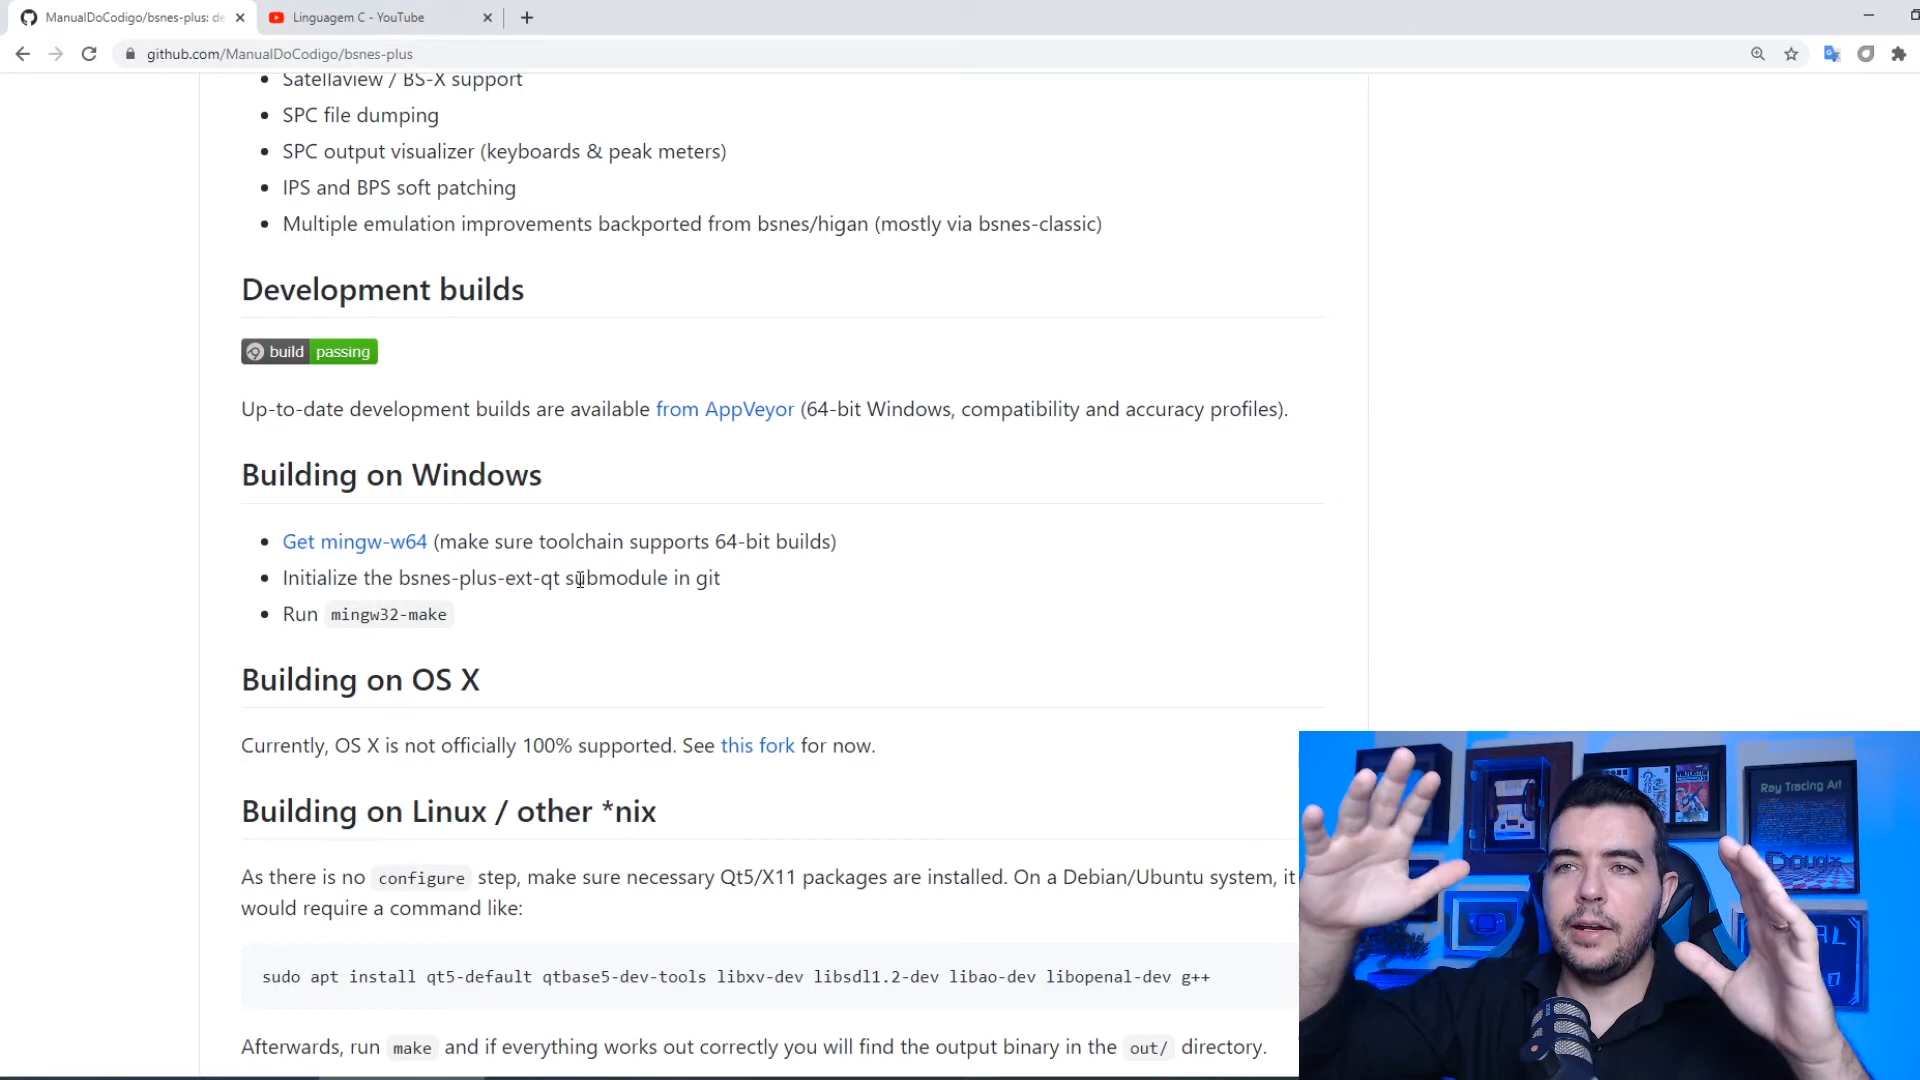 ManualDoCodigo/bsnes-plus: de
Linguagem C - YouTube
github.com/ManualDoCodigo/bsnes-plus
Satellaview / BS-X support
SPC file dumping
SPC output visualizer (keyboards & peak meters)
IPS and BPS soft patching
Multiple emulation improvements backported from bsnes/higan (mostly via bsnes-classic)
Development builds
build passing
Up-to-date development builds are available from AppVeyor (64-bit Windows, compatibility and accuracy profiles).
Building on Windows
Get mingw-w64 (make sure toolchain supports 64-bit builds)
Initialize the bsnes-plus-ext-qt submodule in git
Run mingw32-make
Building on OS X
Currently, OS X is not officially 100% supported. See this fork for now.
Building on Linux / other *nix
As there is no configure step, make sure necessary Qt5/X11 packages are installed. On a Debian/Ubuntu system, it
would require a command like:
sudo apt install qt5-default qtbase5-dev-tools libxv-dev libsdl1.2-dev libao-dev libopenal-dev g++
Afterwards, run make and if everything works out correctly you will find the output binary in the out/ directory.
Ray Tracing Art